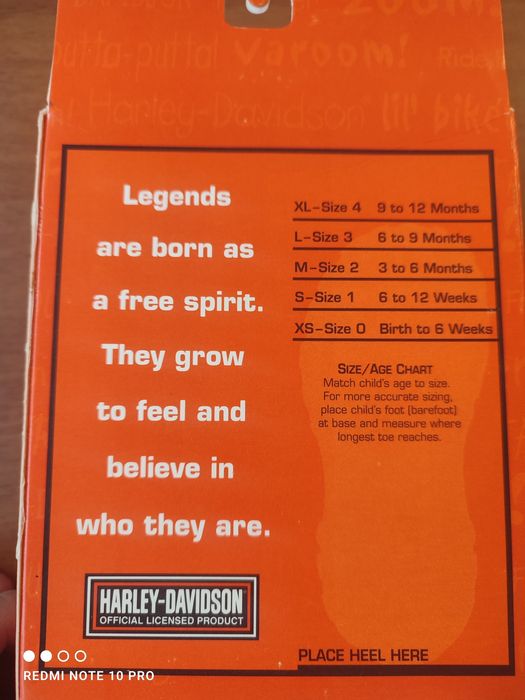 zoom!
putta-putta!
varoom!
Ride
Harley-Davidson
lil' bike
Legends
are born as
a free spirit.
They grow
to feel and
believe in
who they are.
XL-Size 4 9 to 12 Months
L-Size 3 6 to 9 Months
M-Size 2 3 to 6 Months
S-Size 1 6 to 12 Weeks
XS-Size 0 Birth to 6 Weeks
SIZE/AGE CHART
Match child's age to size.
For more accurate sizing,
place child's foot (barefoot)
at base and measure where
longest toe reaches.
HARLEY-DAVIDSON
OFFICIAL LICENSED PRODUCT
PLACE HEEL HERE
REDMI NOTE 10 PRO